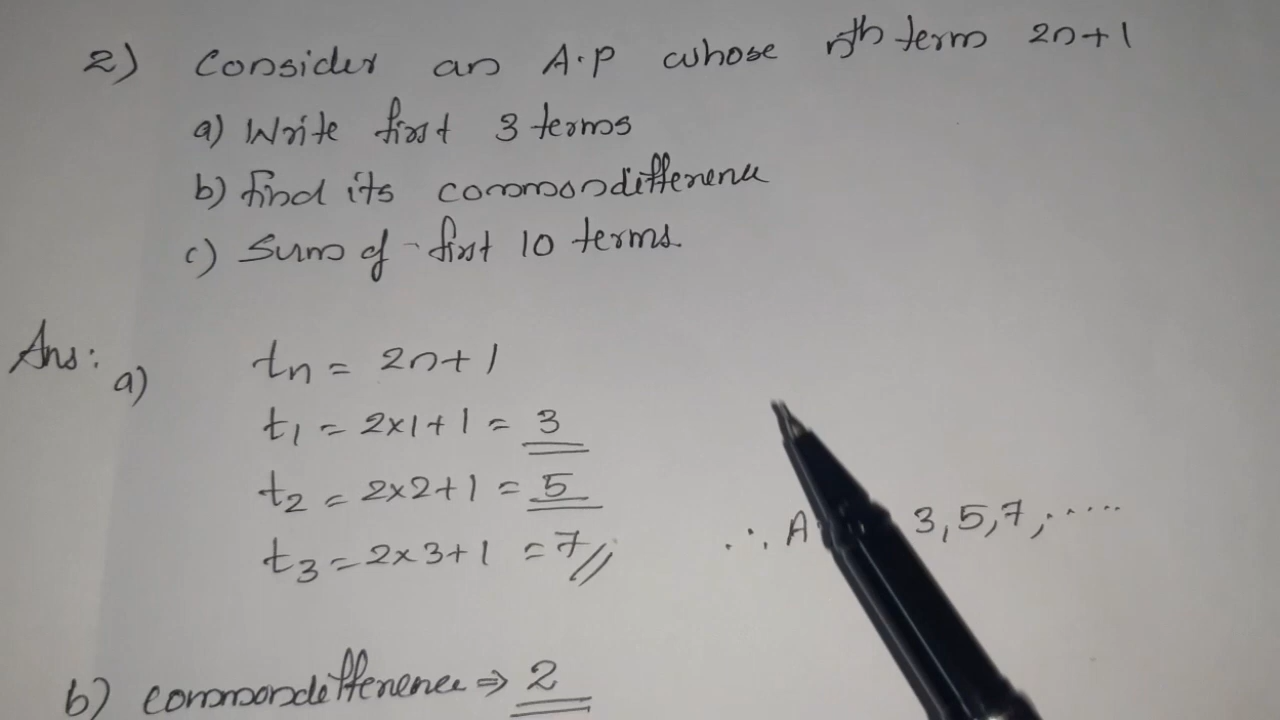 2) Consider an A.P whose nth term 2n+1
a) Write first 3 terms
b) find its commondifference
c) Sum of first 10 terms.
Ans:
a) tn = 2n+1
t1 = 2x1+1 = 3
t2 = 2x2+1 = 5
t3 = 2x3+1 = 7//
∴ A 3,5,7,.....
b) commondifference ⇒ 2